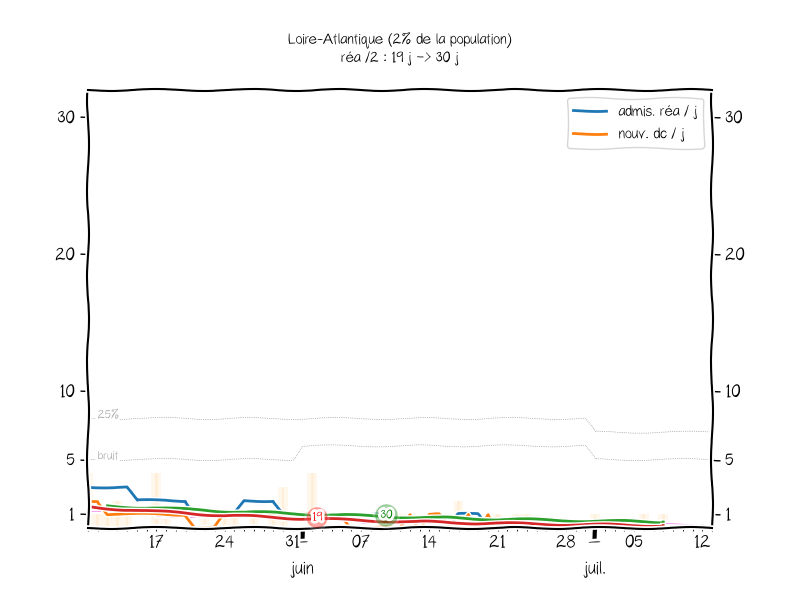 Loire-Atlantique (2% de la population)
réa /2 : 19 j -> 30 j
admis. réa / j
nouv. dc / j
30 30
20 20
10 10
25%
bruit
5 5
1 1
19 30
17 24 31 07 14 21 28 05 12
juin juil.